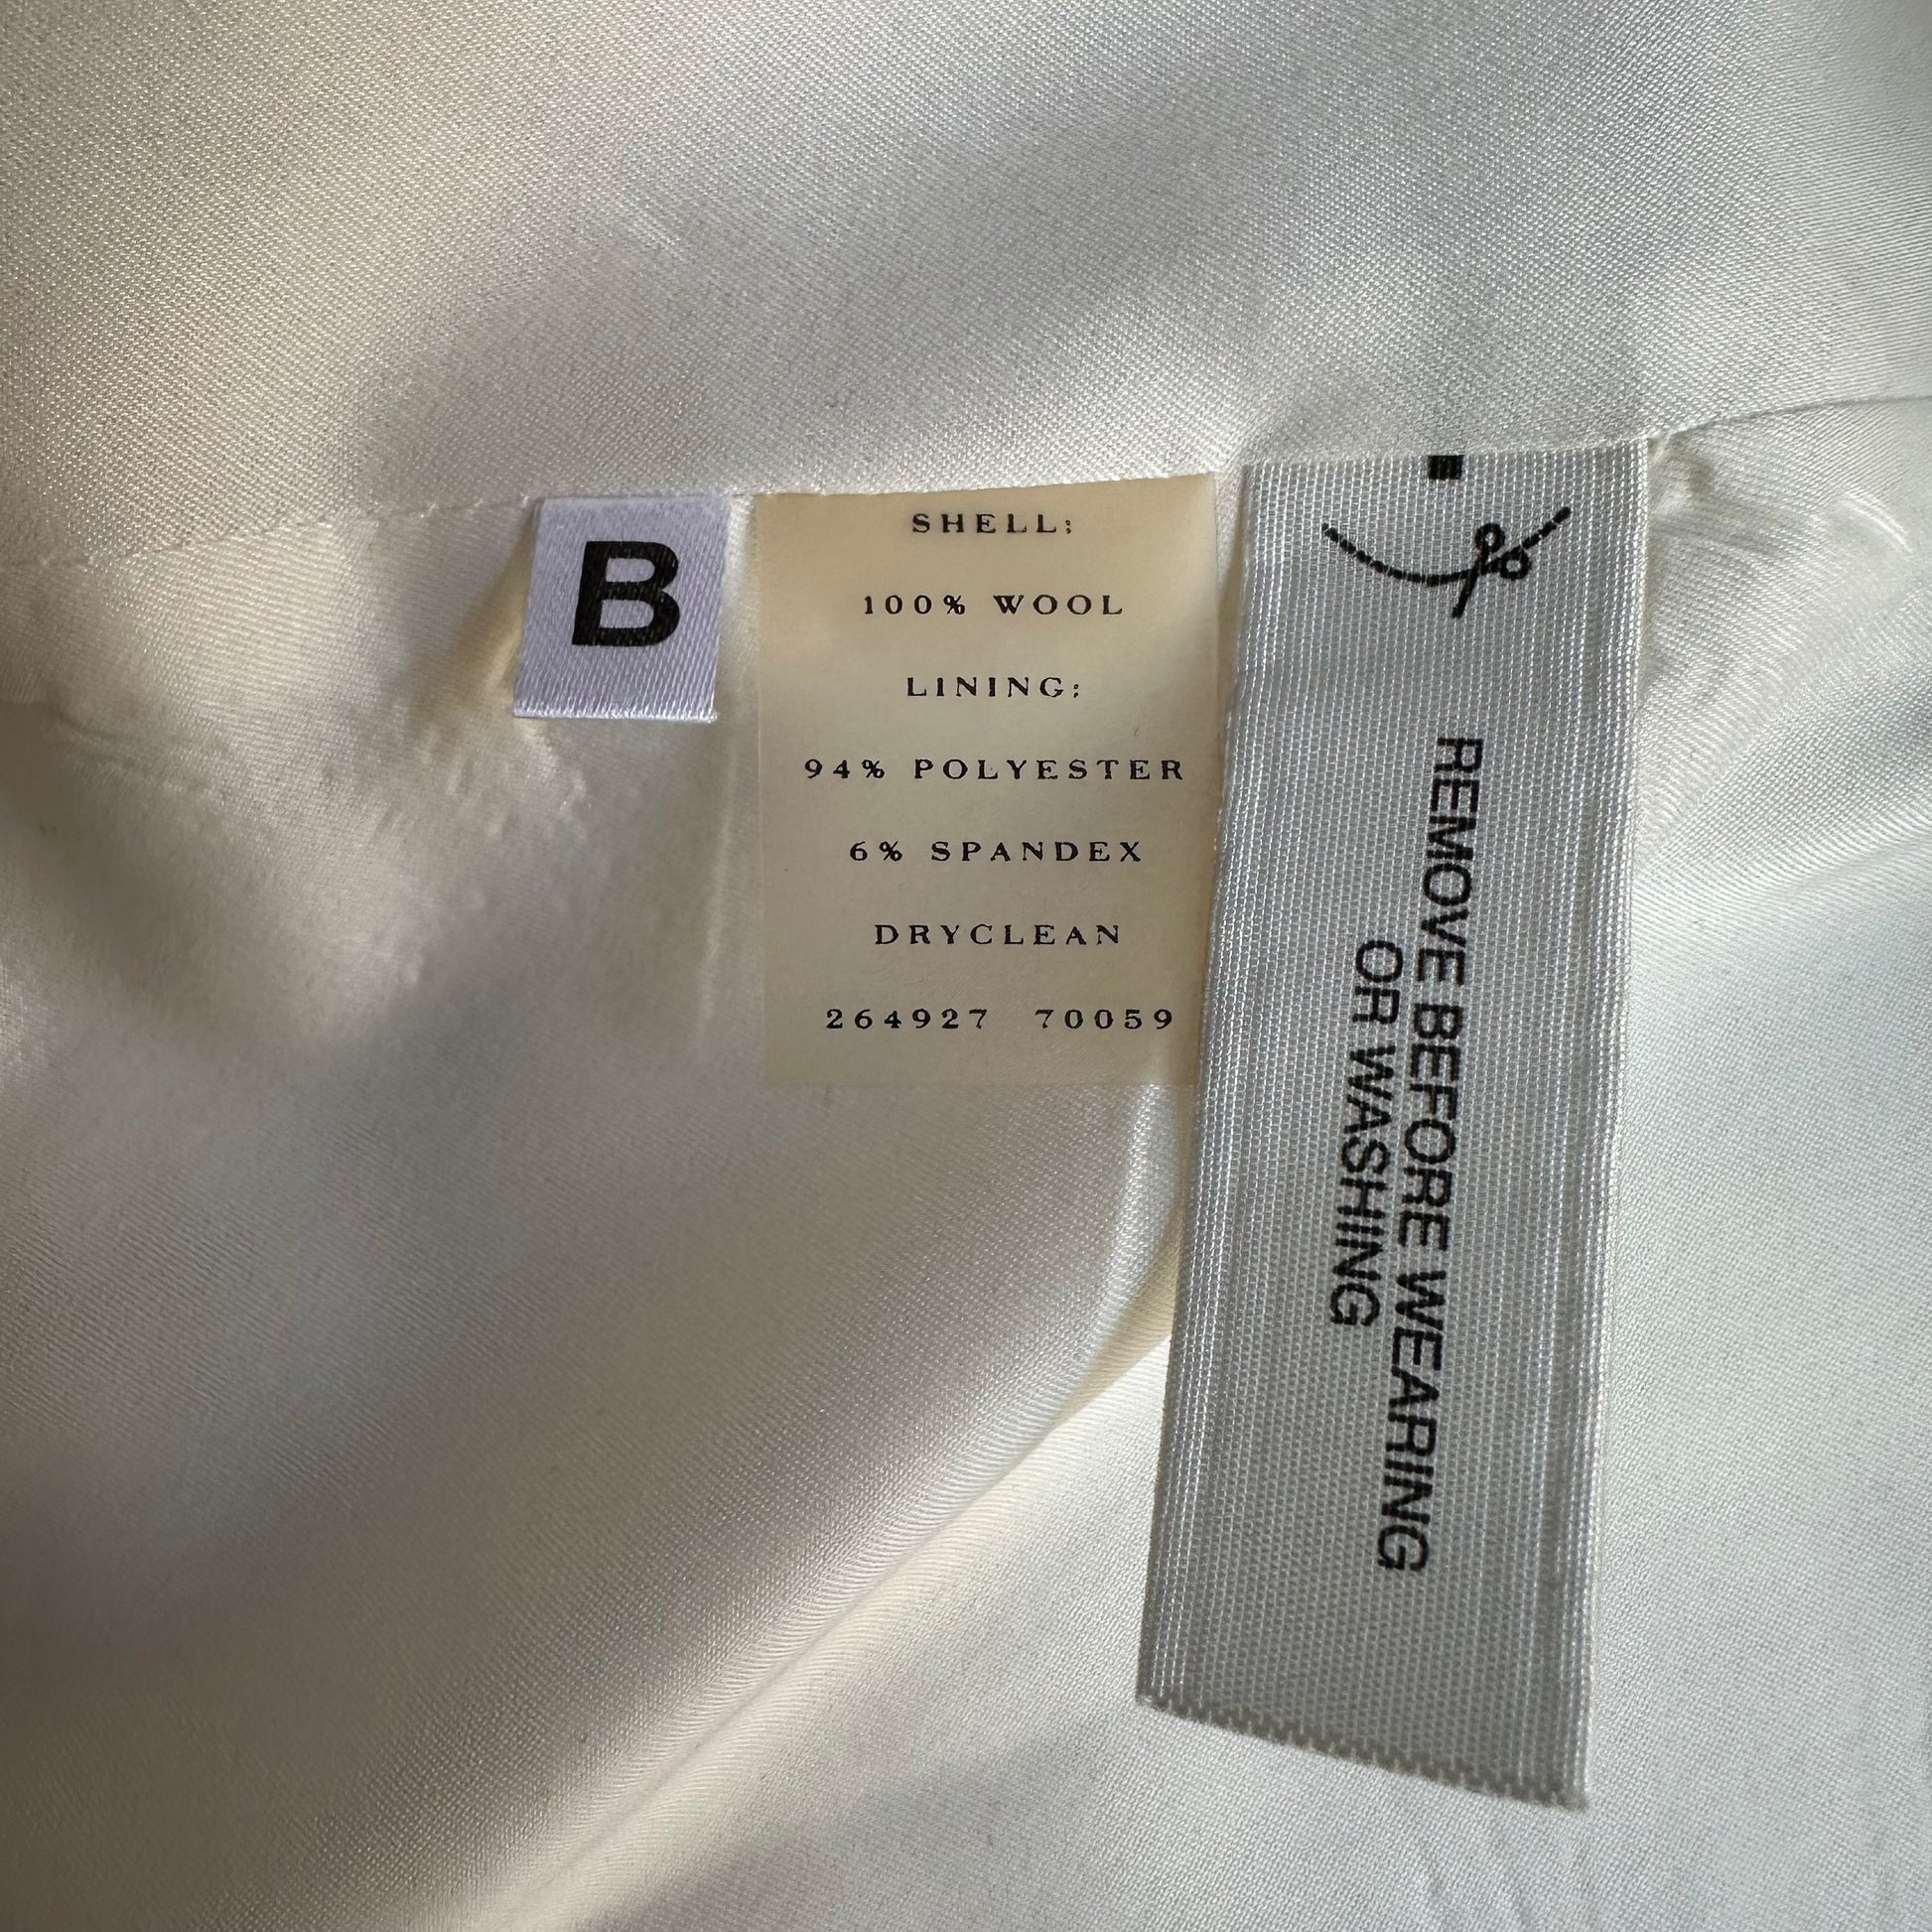 B
SHELL:
100% WOOL
LINING:
94% POLYESTER
6% SPANDEX
DRYCLEAN
264927 70059
REMOVE BEFORE WEARING
OR WASHING